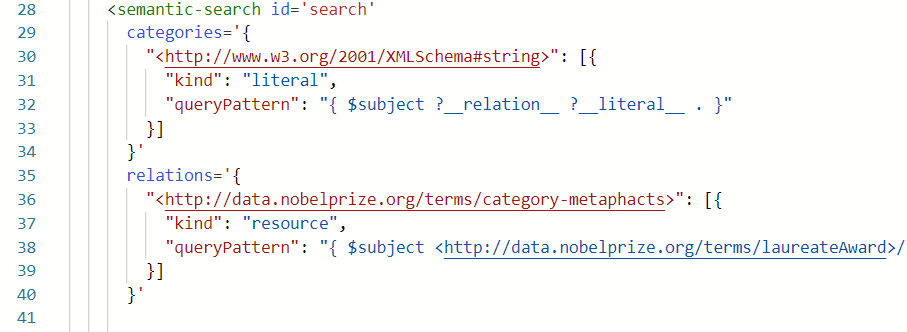 28 <semantic-search id='search'
29 categories='{
30 "<http://www.w3.org/2001/XMLSchema#string>": [{
31 "kind": "literal",
32 "queryPattern": "{ $subject ?__relation__ ?__literal__ . }"
33 }]
34 }'
35 relations='{
36 "<http://data.nobelprize.org/terms/category-metaphacts>": [{
37 "kind": "resource",
38 "queryPattern": "{ $subject <http://data.nobelprize.org/terms/laureateAward>/
39 }]
40 }'
41